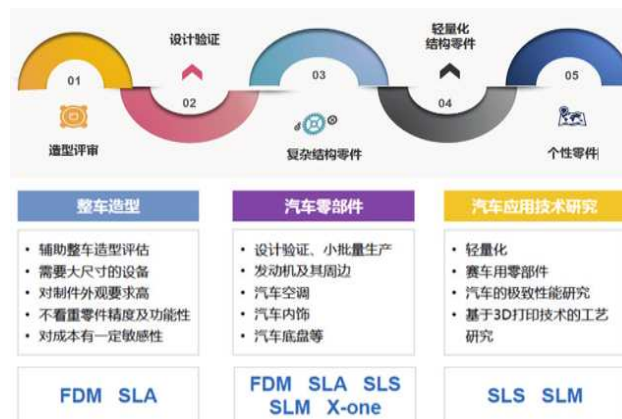 01
造型评审
设计验证
02
03
复杂结构零件
轻量化
结构零件
04
05
个性零件
整车造型
• 辅助整车造型评估
• 需要大尺寸的设备
• 对制件外观要求高
• 不看重零件精度及功能性
• 对成本有一定敏感性
FDM SLA
汽车零部件
• 设计验证、小批量生产
• 发动机及其周边
• 汽车空调
• 汽车内饰
• 汽车底盘等
FDM SLA SLS
SLM X-one
汽车应用技术研究
• 轻量化
• 赛车用零部件
• 汽车的极致性能研究
• 基于3D打印技术的工艺
研究
SLS SLM